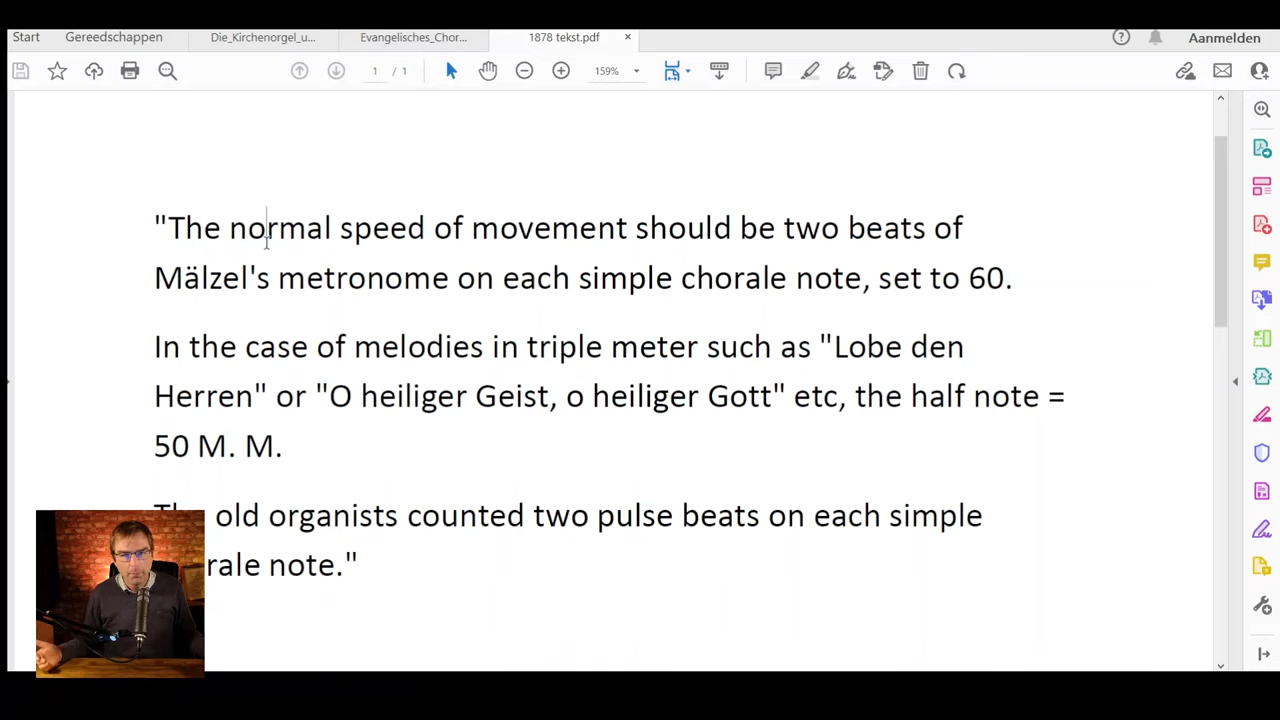 Start Gereedschappen Die_Kirchenorgel_u... Evangelisches_Chor... 1878 tekst.pdf Aanmelden
1 / 1 159%
"The normal speed of movement should be two beats of
Mälzel's metronome on each simple chorale note, set to 60.
In the case of melodies in triple meter such as "Lobe den
Herren" or "O heiliger Geist, o heiliger Gott" etc, the half note =
50 M. M.
old organists counted two pulse beats on each simple
rale note."